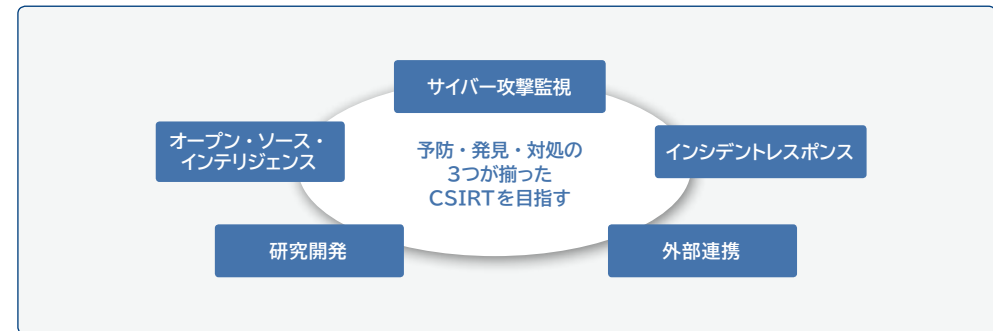 サイバー攻撃監視
オープン・ソース・
インテリジェンス
予防・発見・対処の
3つが揃った
CSIRTを目指す
インシデントレスポンス
研究開発
外部連携